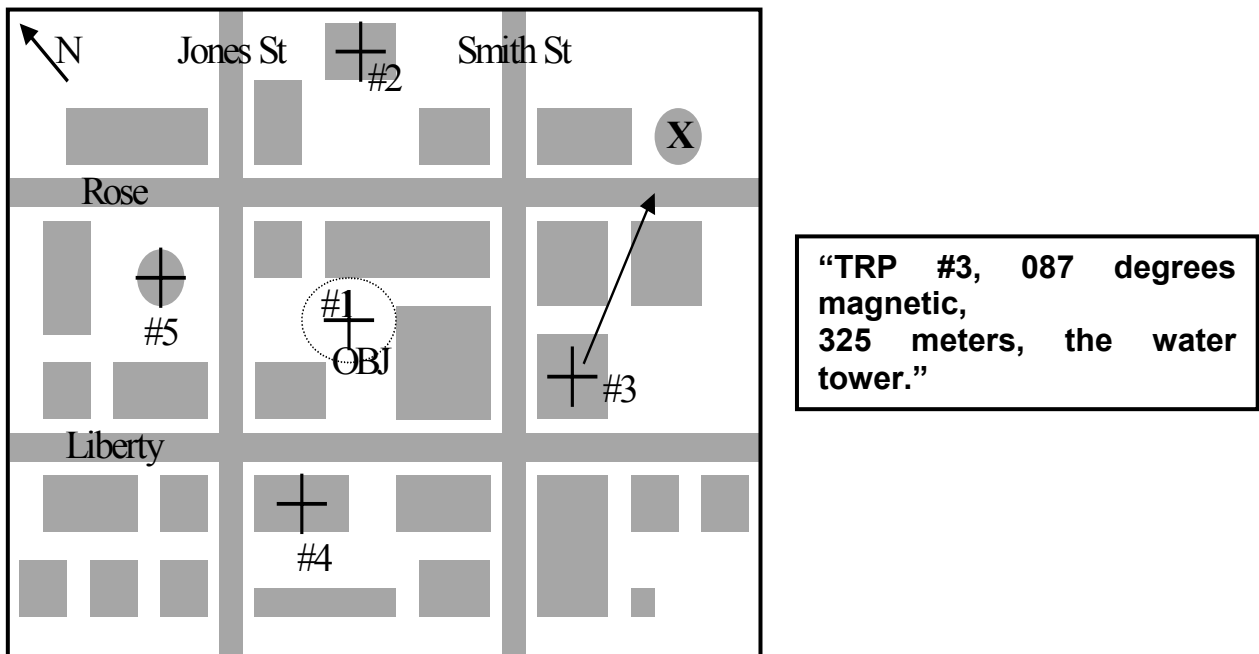 N
Jones St
Smith St
#2
X
Rose
#1
#5
OBJ
#3
Liberty
#4
“TRP #3, 087 degrees
magnetic,
325 meters, the water
tower.”